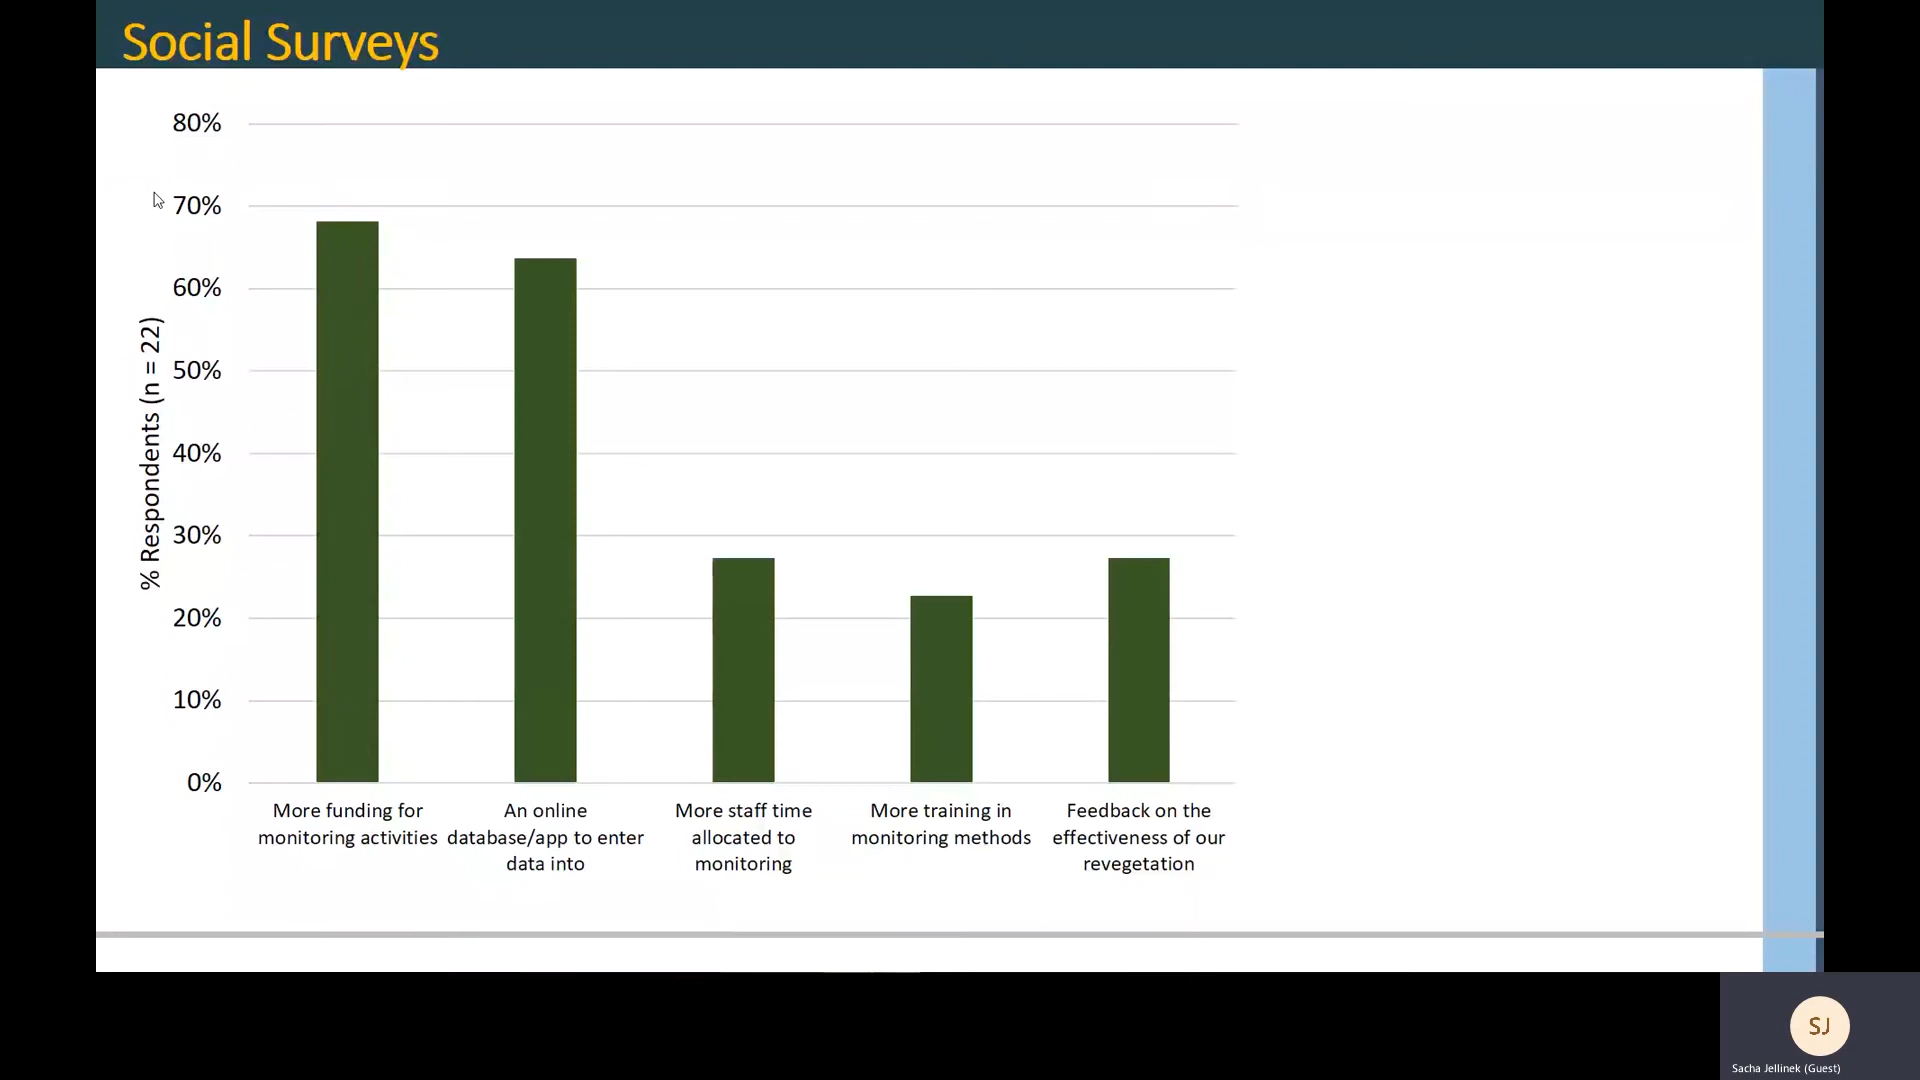 Social Surveys
80%
70%
60%
50%
40%
30%
20%
10%
0%
% Respondents (n = 22)
More funding for
monitoring activities
An online
database/app to enter
data into
More staff time
allocated to
monitoring
More training in
monitoring methods
Feedback on the
effectiveness of our
revegetation
SJ
Sacha Jellinek (Guest)